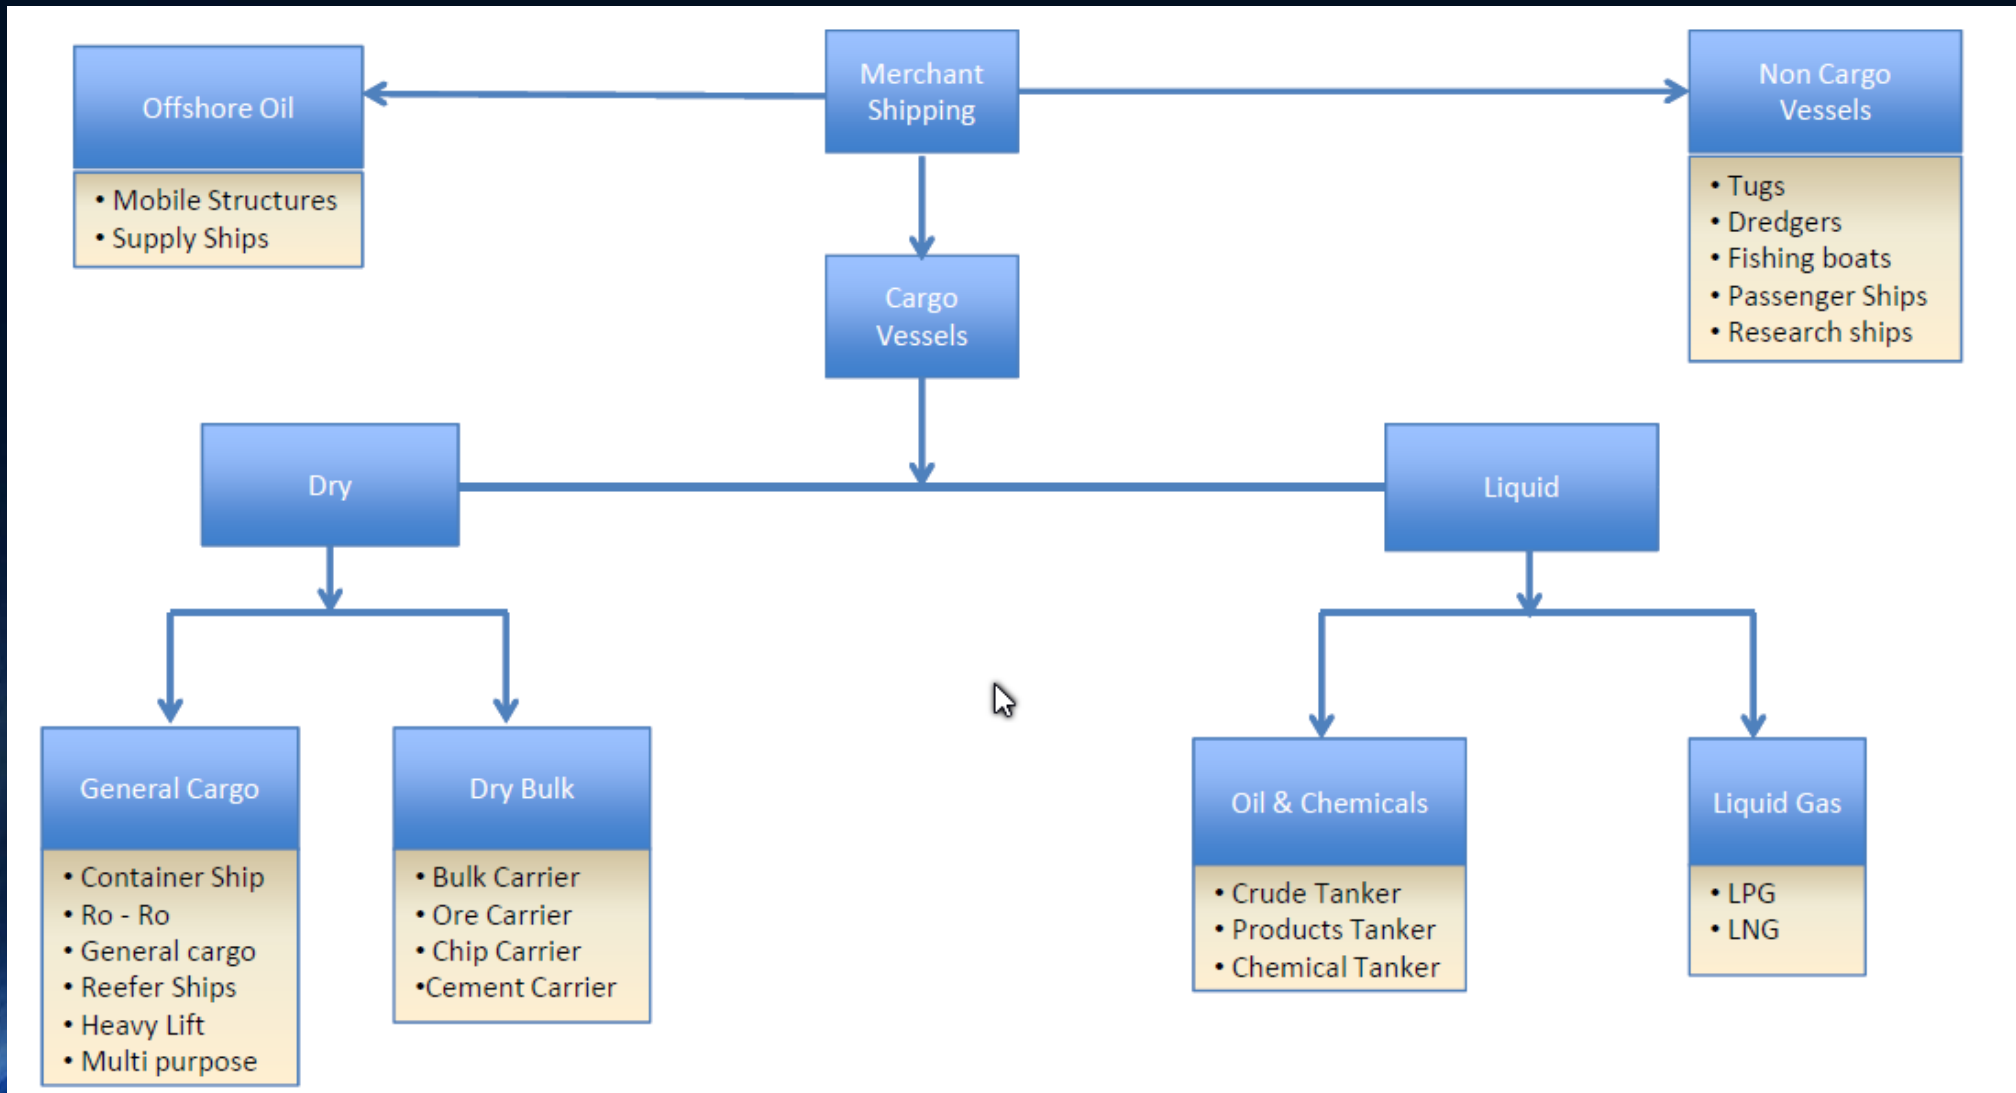 Merchant
Shipping
Offshore Oil
• Mobile Structures
• Supply Ships
Non Cargo
Vessels
• Tugs
• Dredgers
• Fishing boats
• Passenger Ships
• Research ships
Cargo
Vessels
Dry
Liquid
General Cargo
• Container Ship
• Ro - Ro
• General cargo
• Reefer Ships
• Heavy Lift
• Multi purpose
Dry Bulk
• Bulk Carrier
• Ore Carrier
• Chip Carrier
•Cement Carrier
Oil & Chemicals
• Crude Tanker
• Products Tanker
• Chemical Tanker
Liquid Gas
• LPG
• LNG